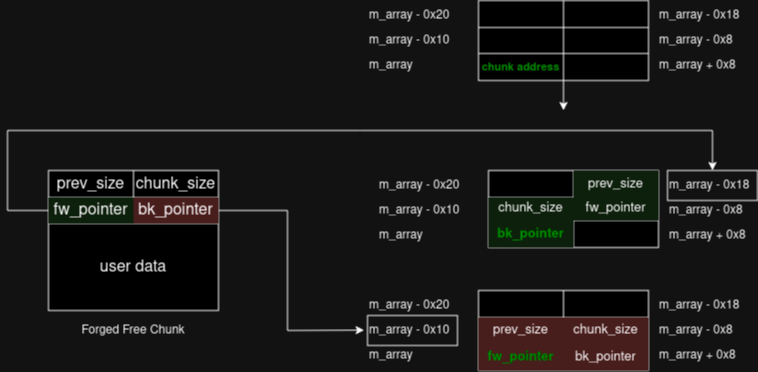 m_array - 0x20 m_array - 0x18
m_array - 0x10 m_array - 0x8
m_array chunk address m_array + 0x8
prev_size chunk_size
fw_pointer bk_pointer
user data
Forged Free Chunk
m_array - 0x20 prev_size m_array - 0x18
m_array - 0x10 chunk_size fw_pointer m_array - 0x8
m_array bk_pointer m_array + 0x8
m_array - 0x20 m_array - 0x18
m_array - 0x10 prev_size chunk_size m_array - 0x8
m_array fw_pointer bk_pointer m_array + 0x8